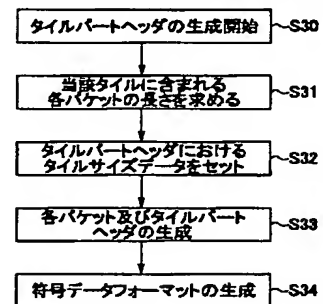 タイルパートヘッダの生成開始
S30
当該タイルに含まれる
各パケットの長さを求める
S31
タイルパートヘッダにおける
タイルサイズデータをセット
S32
各パケット及びタイルパート
ヘッダの生成
S33
符号データフォーマットの生成
S34